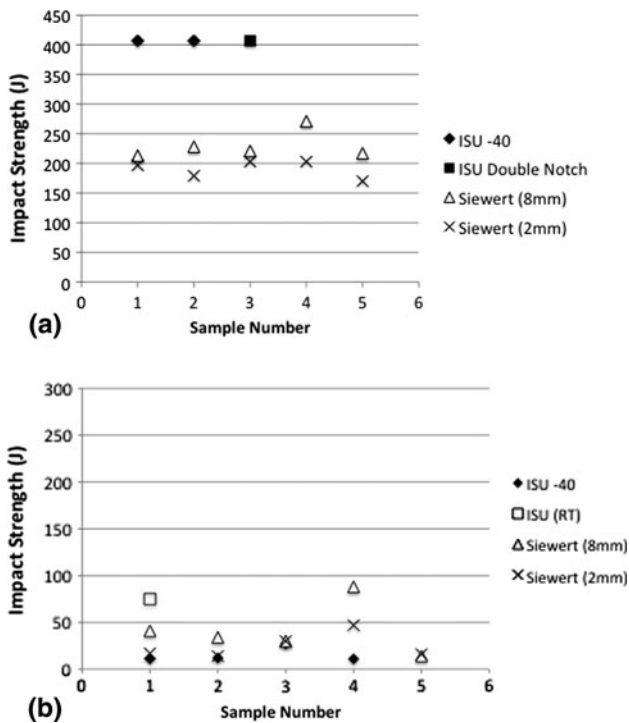 450
400
350
300
250
200
150
100
50
0
Impact Strength (J)
0 1 2 3 4 5 6
Sample Number
ISU -40
ISU Double Notch
Siewert (8mm)
Siewert (2mm)
(a)
300
250
200
150
100
50
0
Impact Strength (J)
0 1 2 3 4 5 6
Sample Number
ISU -40
ISU (RT)
Siewert (8mm)
Siewert (2mm)
(b)